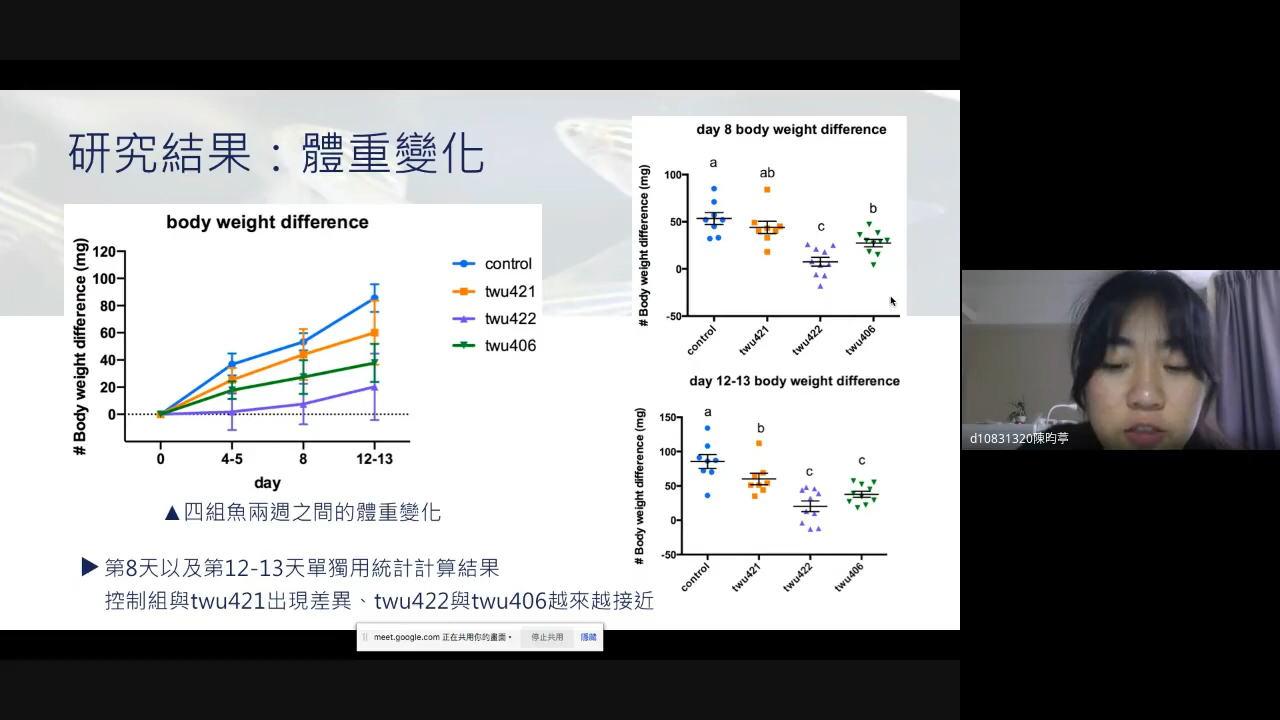 研究結果：體重變化
body weight difference
# Body weight difference (mg)
120
100
80
60
40
20
0
0
4-5
8
12-13
day
control
twu421
twu422
twu406
▲四組魚兩週之間的體重變化
▶第8天以及第12-13天單獨用統計計算結果
控制組與twu421出現差異、twu422與twu406越來越接近
day 8 body weight difference
# Body weight difference (mg)
100
50
0
-50
a
ab
c
b
control
twu421
twu422
twu406
day 12-13 body weight difference
# Body weight difference (mg)
150
100
50
0
-50
a
b
c
c
control
twu421
twu422
twu406
meet.google.com 正在共用你的畫面。
停止共用
隱藏
d10831320陳昀葶